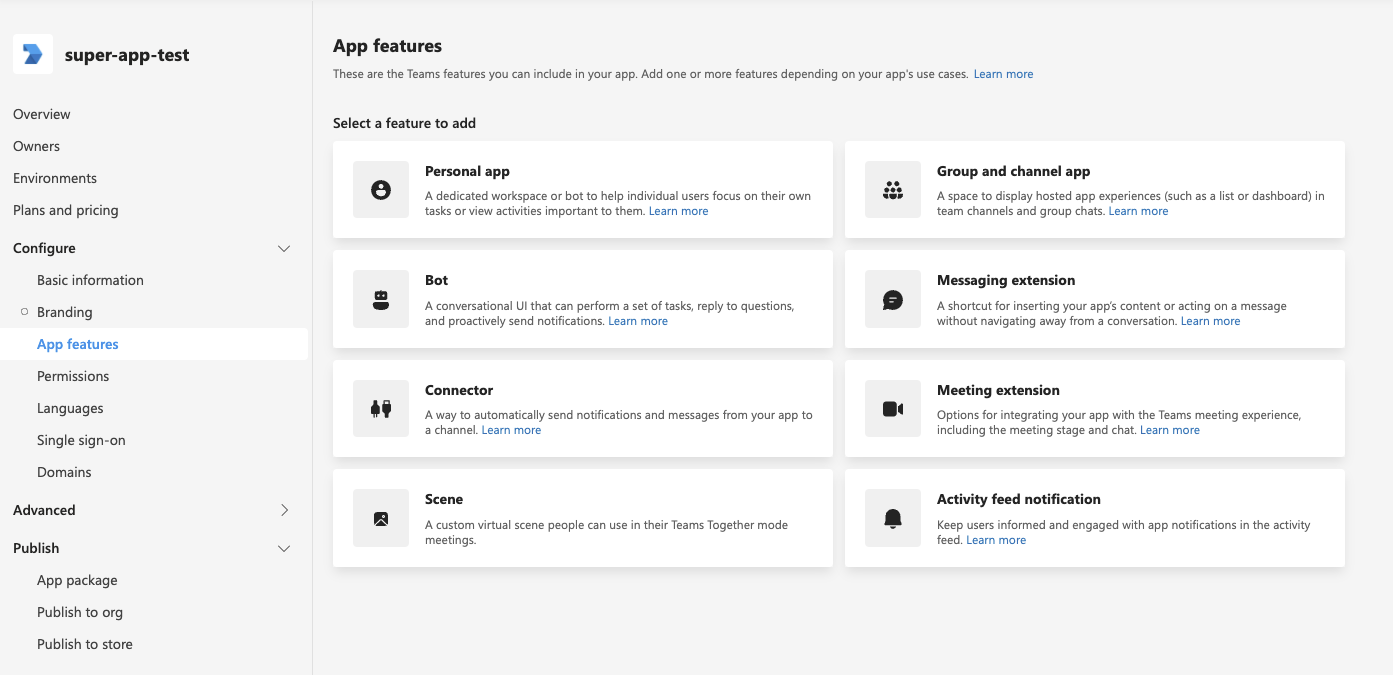 super-app-test
Overview
Owners
Environments
Plans and pricing
Configure
Basic information
Branding
App features
Permissions
Languages
Single sign-on
Domains
Advanced
Publish
App package
Publish to org
Publish to store
App features
These are the Teams features you can include in your app. Add one or more features depending on your app's use cases. Learn more
Select a feature to add
Personal app
A dedicated workspace or bot to help individual users focus on their own
tasks or view activities important to them. Learn more
Group and channel app
A space to display hosted app experiences (such as a list or dashboard) in
team channels and group chats. Learn more
Bot
A conversational UI that can perform a set of tasks, reply to questions,
and proactively send notifications. Learn more
Messaging extension
A shortcut for inserting your app's content or acting on a message
without navigating away from a conversation. Learn more
Connector
A way to automatically send notifications and messages from your app to
a channel. Learn more
Meeting extension
Options for integrating your app with the Teams meeting experience,
including the meeting stage and chat. Learn more
Scene
A custom virtual scene people can use in their Teams Together mode
meetings.
Activity feed notification
Keep users informed and engaged with app notifications in the activity
feed. Learn more